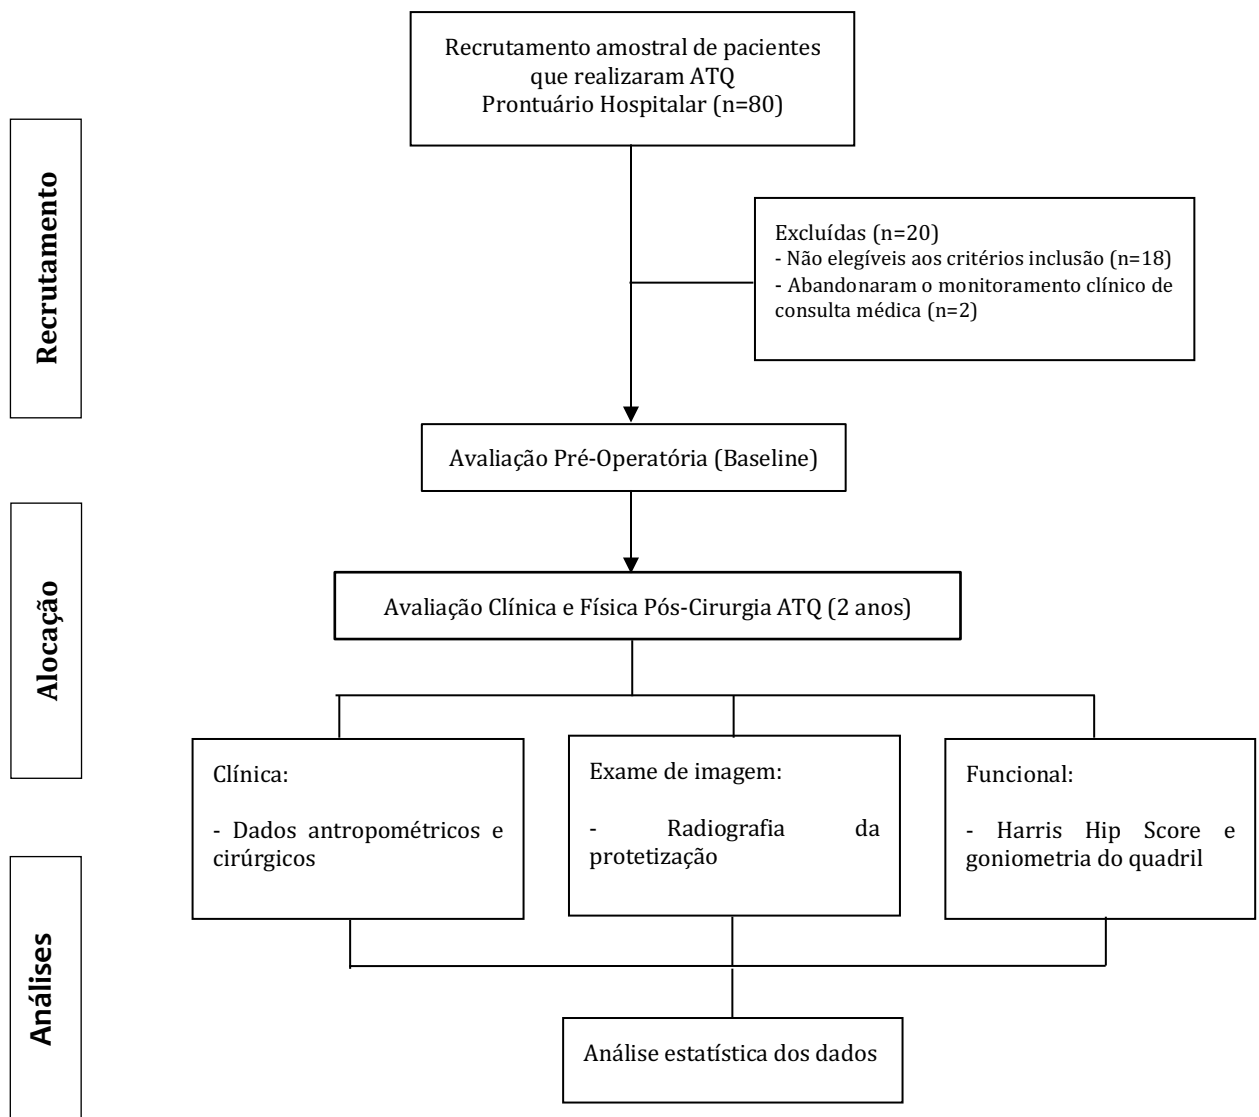 Recrutamento amostral de pacientes
que realizaram ATQ
Prontuário Hospitalar (n=80)
Recrutamento
Excluídas (n=20)
- Não elegíveis aos critérios inclusão (n=18)
- Abandonaram o monitoramento clínico de
consulta médica (n=2)
Avaliação Pré-Operatória (Baseline)
Alocação
Avaliação Clínica e Física Pós-Cirurgia ATQ (2 anos)
Clínica:
- Dados antropométricos e
cirúrgicos
Exame de imagem:
- Radiografia da
protetização
Funcional:
- Harris Hip Score e
goniometria do quadril
Análises
Análise estatística dos dados